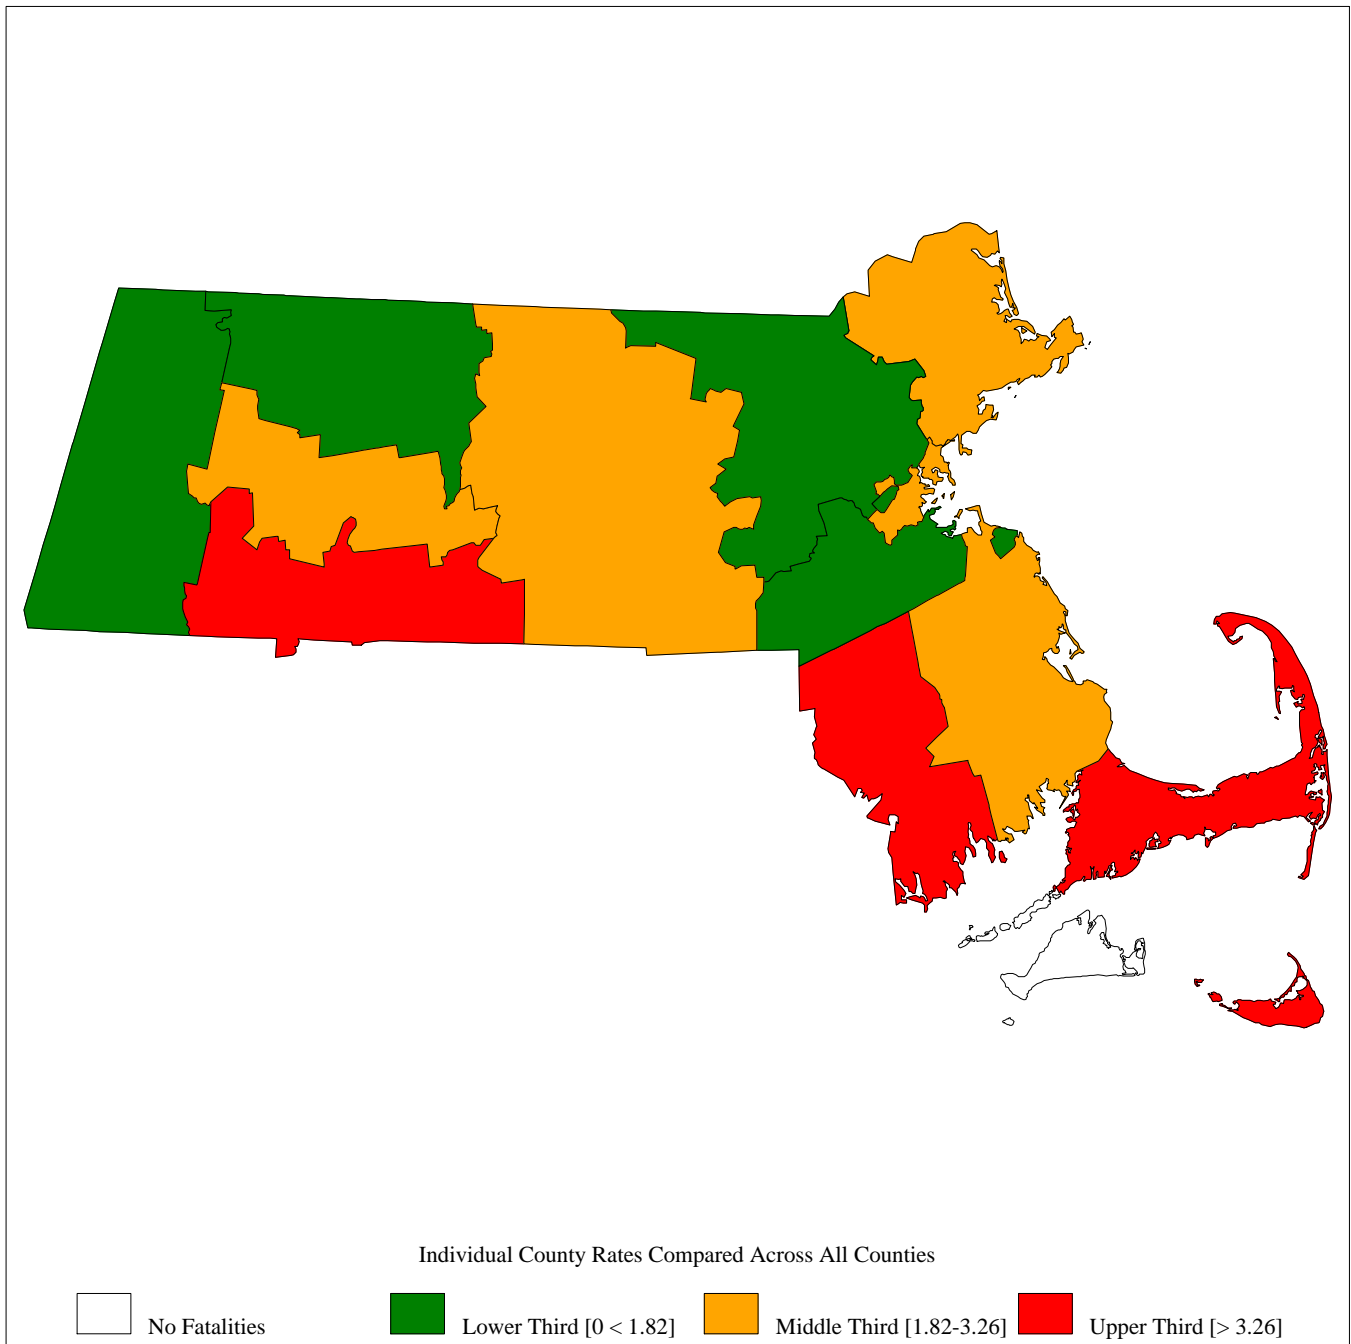 Individual County Rates Compared Across All Counties
No Fatalities Lower Third [0 < 1.82] Middle Third [1.82-3.26] Upper Third [> 3.26]